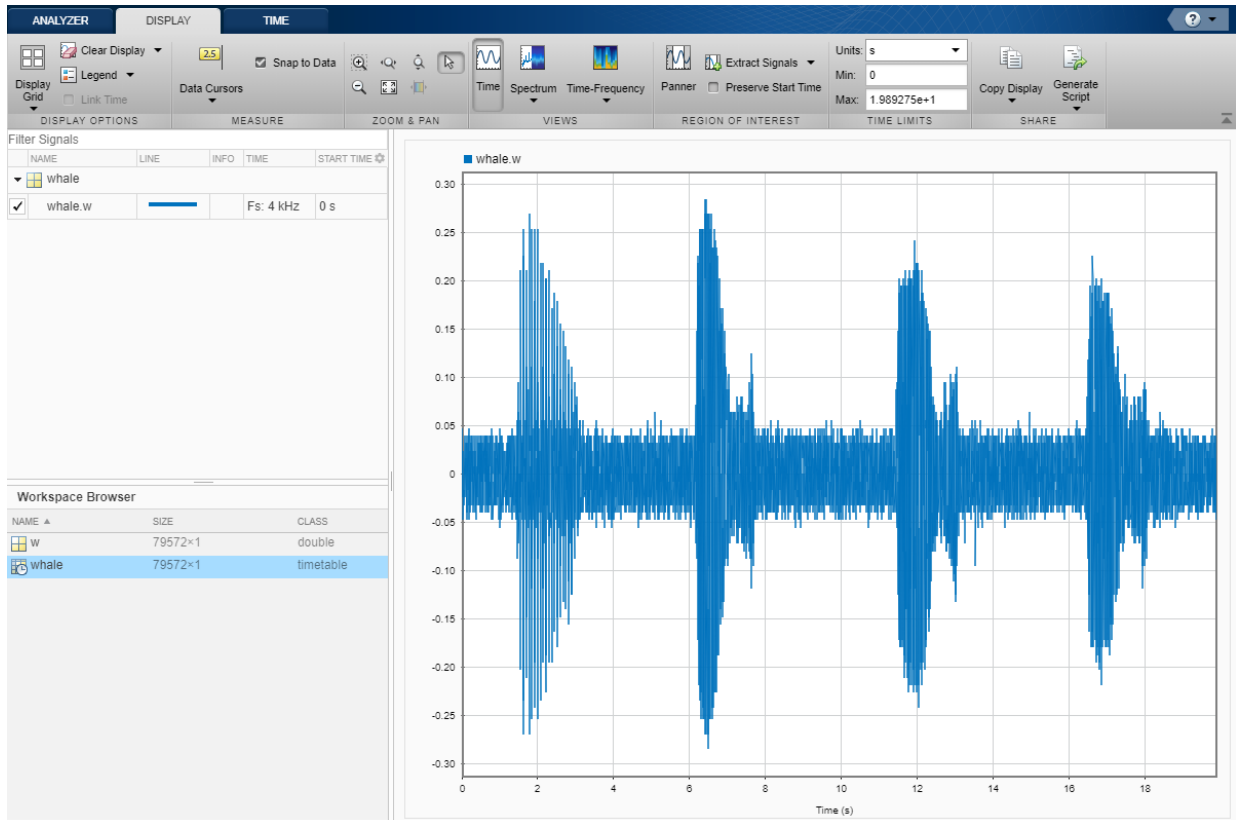 ANALYZER DISPLAY TIME
?
Clear Display
Legend
Link Time
Display Grid
DISPLAY OPTIONS
2.5
Data Cursors
Snap to Data
MEASURE
ZOOM & PAN
Time Spectrum Time-Frequency
VIEWS
Panner
Extract Signals
Preserve Start Time
REGION OF INTEREST
Units: s
Min: 0
Max: 1.989275e+1
TIME LIMITS
Copy Display
Generate Script
SHARE
Filter Signals
NAME LINE INFO TIME START TIME
whale
whale.w Fs: 4 kHz 0 s
Workspace Browser
NAME SIZE CLASS
w 79572×1 double
whale 79572×1 timetable
whale.w
0.30
0.25
0.20
0.15
0.10
0.05
0
-0.05
-0.10
-0.15
-0.20
-0.25
-0.30
0 2 4 6 8 10 12 14 16 18
Time (s)